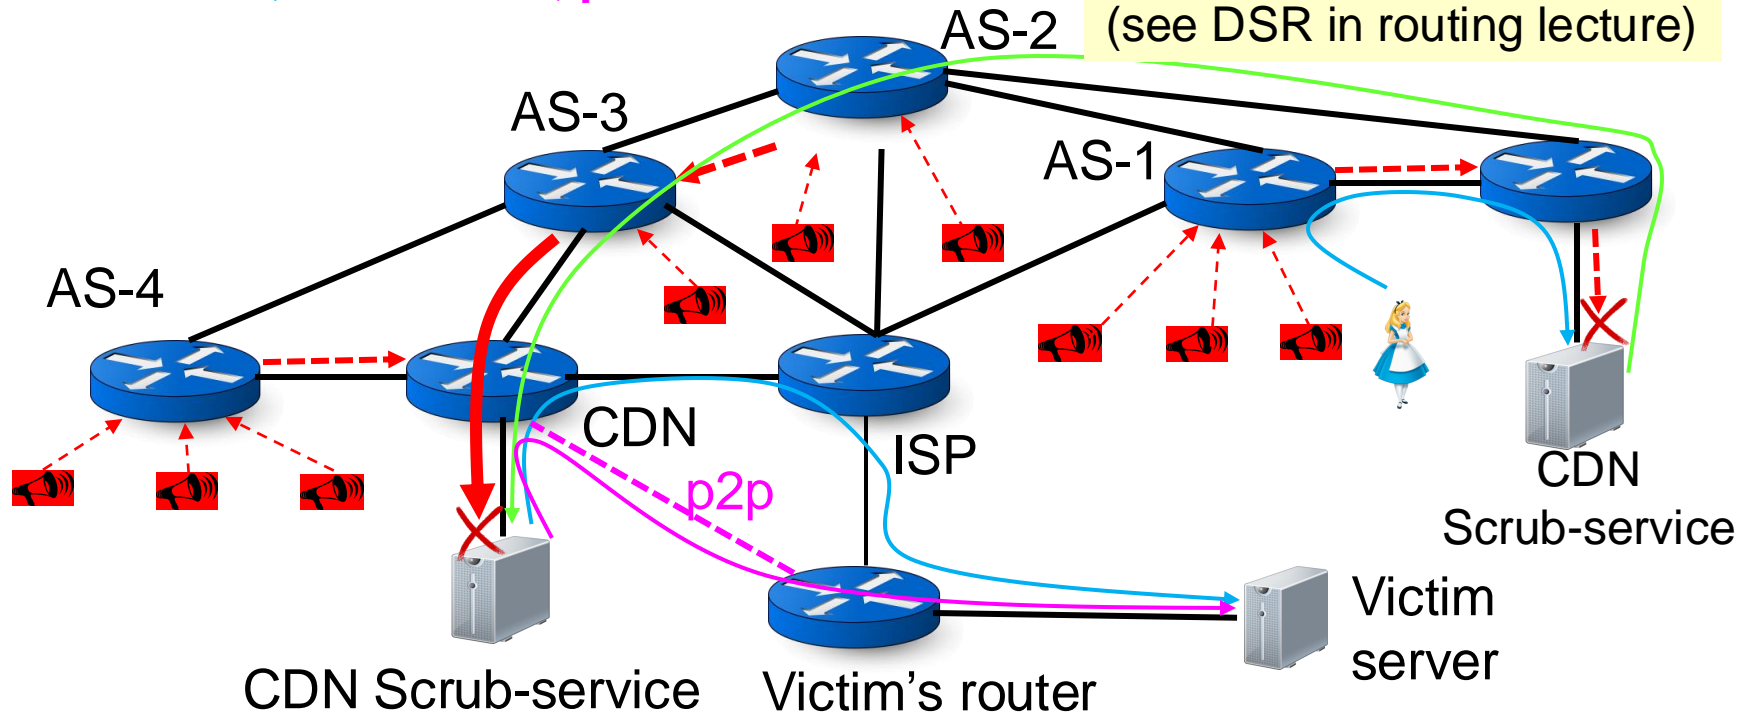 AS-2
(see DSR in routing lecture)
AS-3
AS-1
AS-4
CDN
ISP
p2p
CDN
Scrub-service
Victim
server
CDN Scrub-service
Victim's router